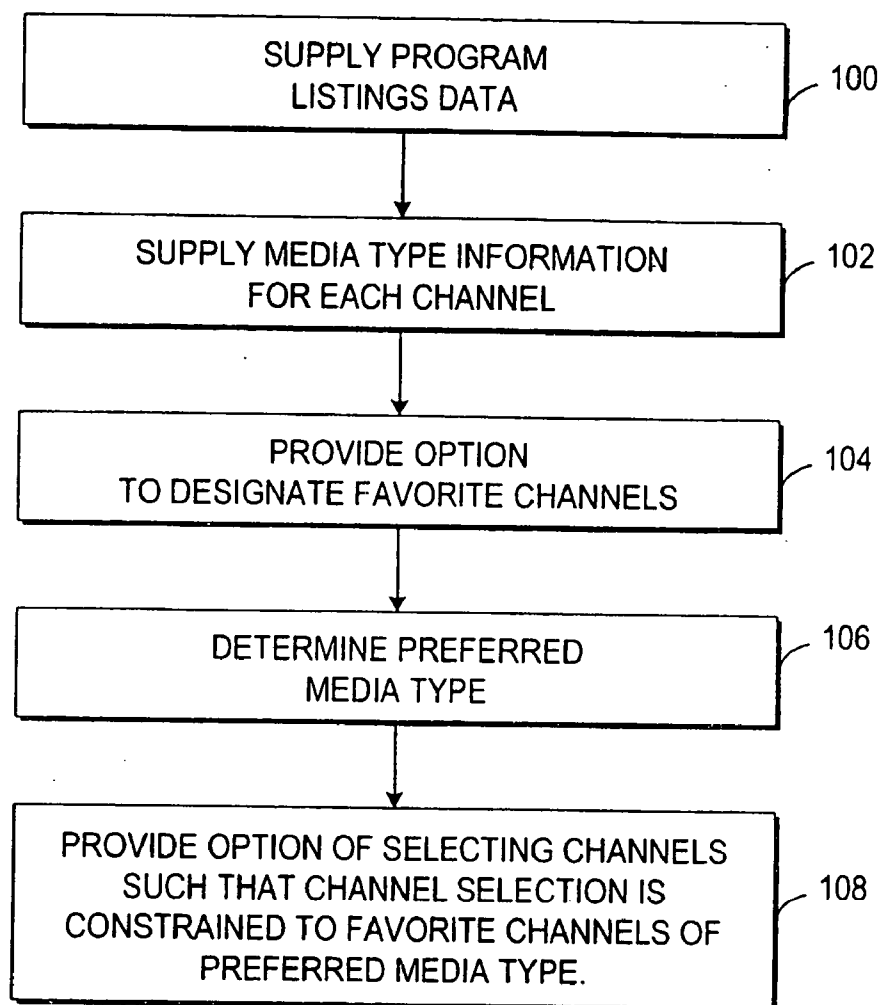 SUPPLY PROGRAM
LISTINGS DATA
100
SUPPLY MEDIA TYPE INFORMATION
FOR EACH CHANNEL
102
PROVIDE OPTION
TO DESIGNATE FAVORITE CHANNELS
104
DETERMINE PREFERRED
MEDIA TYPE
106
PROVIDE OPTION OF SELECTING CHANNELS
SUCH THAT CHANNEL SELECTION IS
CONSTRAINED TO FAVORITE CHANNELS OF
PREFERRED MEDIA TYPE.
108